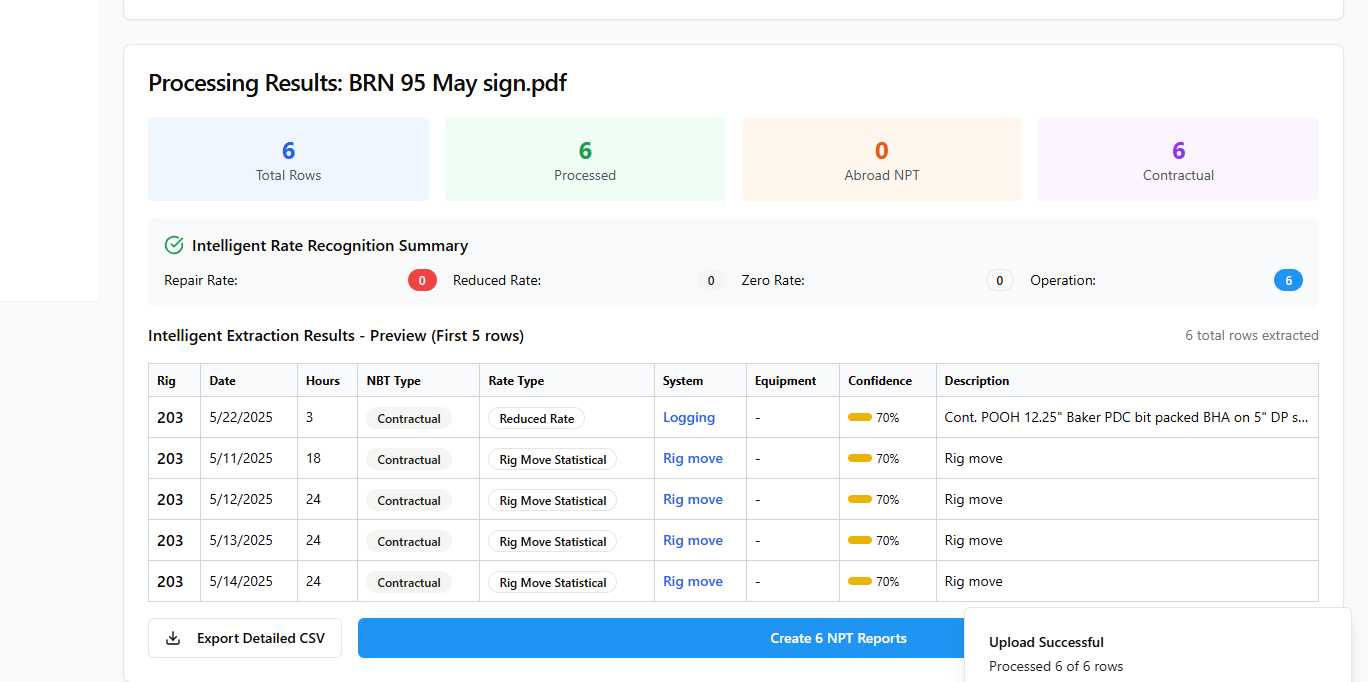 Processing Results: BRN 95 May sign.pdf
6
Total Rows
6
Processed
0
Abroad NPT
6
Contractual
Intelligent Rate Recognition Summary
Repair Rate: 0 Reduced Rate: 0 Zero Rate: 0 Operation: 6
Intelligent Extraction Results - Preview (First 5 rows) 6 total rows extracted
Rig Date Hours NBT Type Rate Type System Equipment Confidence Description
203 5/22/2025 3 Contractual Reduced Rate Logging - 70% Cont. POOH 12.25" Baker PDC bit packed BHA on 5" DP s...
203 5/11/2025 18 Contractual Rig Move Statistical Rig move - 70% Rig move
203 5/12/2025 24 Contractual Rig Move Statistical Rig move - 70% Rig move
203 5/13/2025 24 Contractual Rig Move Statistical Rig move - 70% Rig move
203 5/14/2025 24 Contractual Rig Move Statistical Rig move - 70% Rig move
Export Detailed CSV Create 6 NPT Reports
Upload Successful
Processed 6 of 6 rows